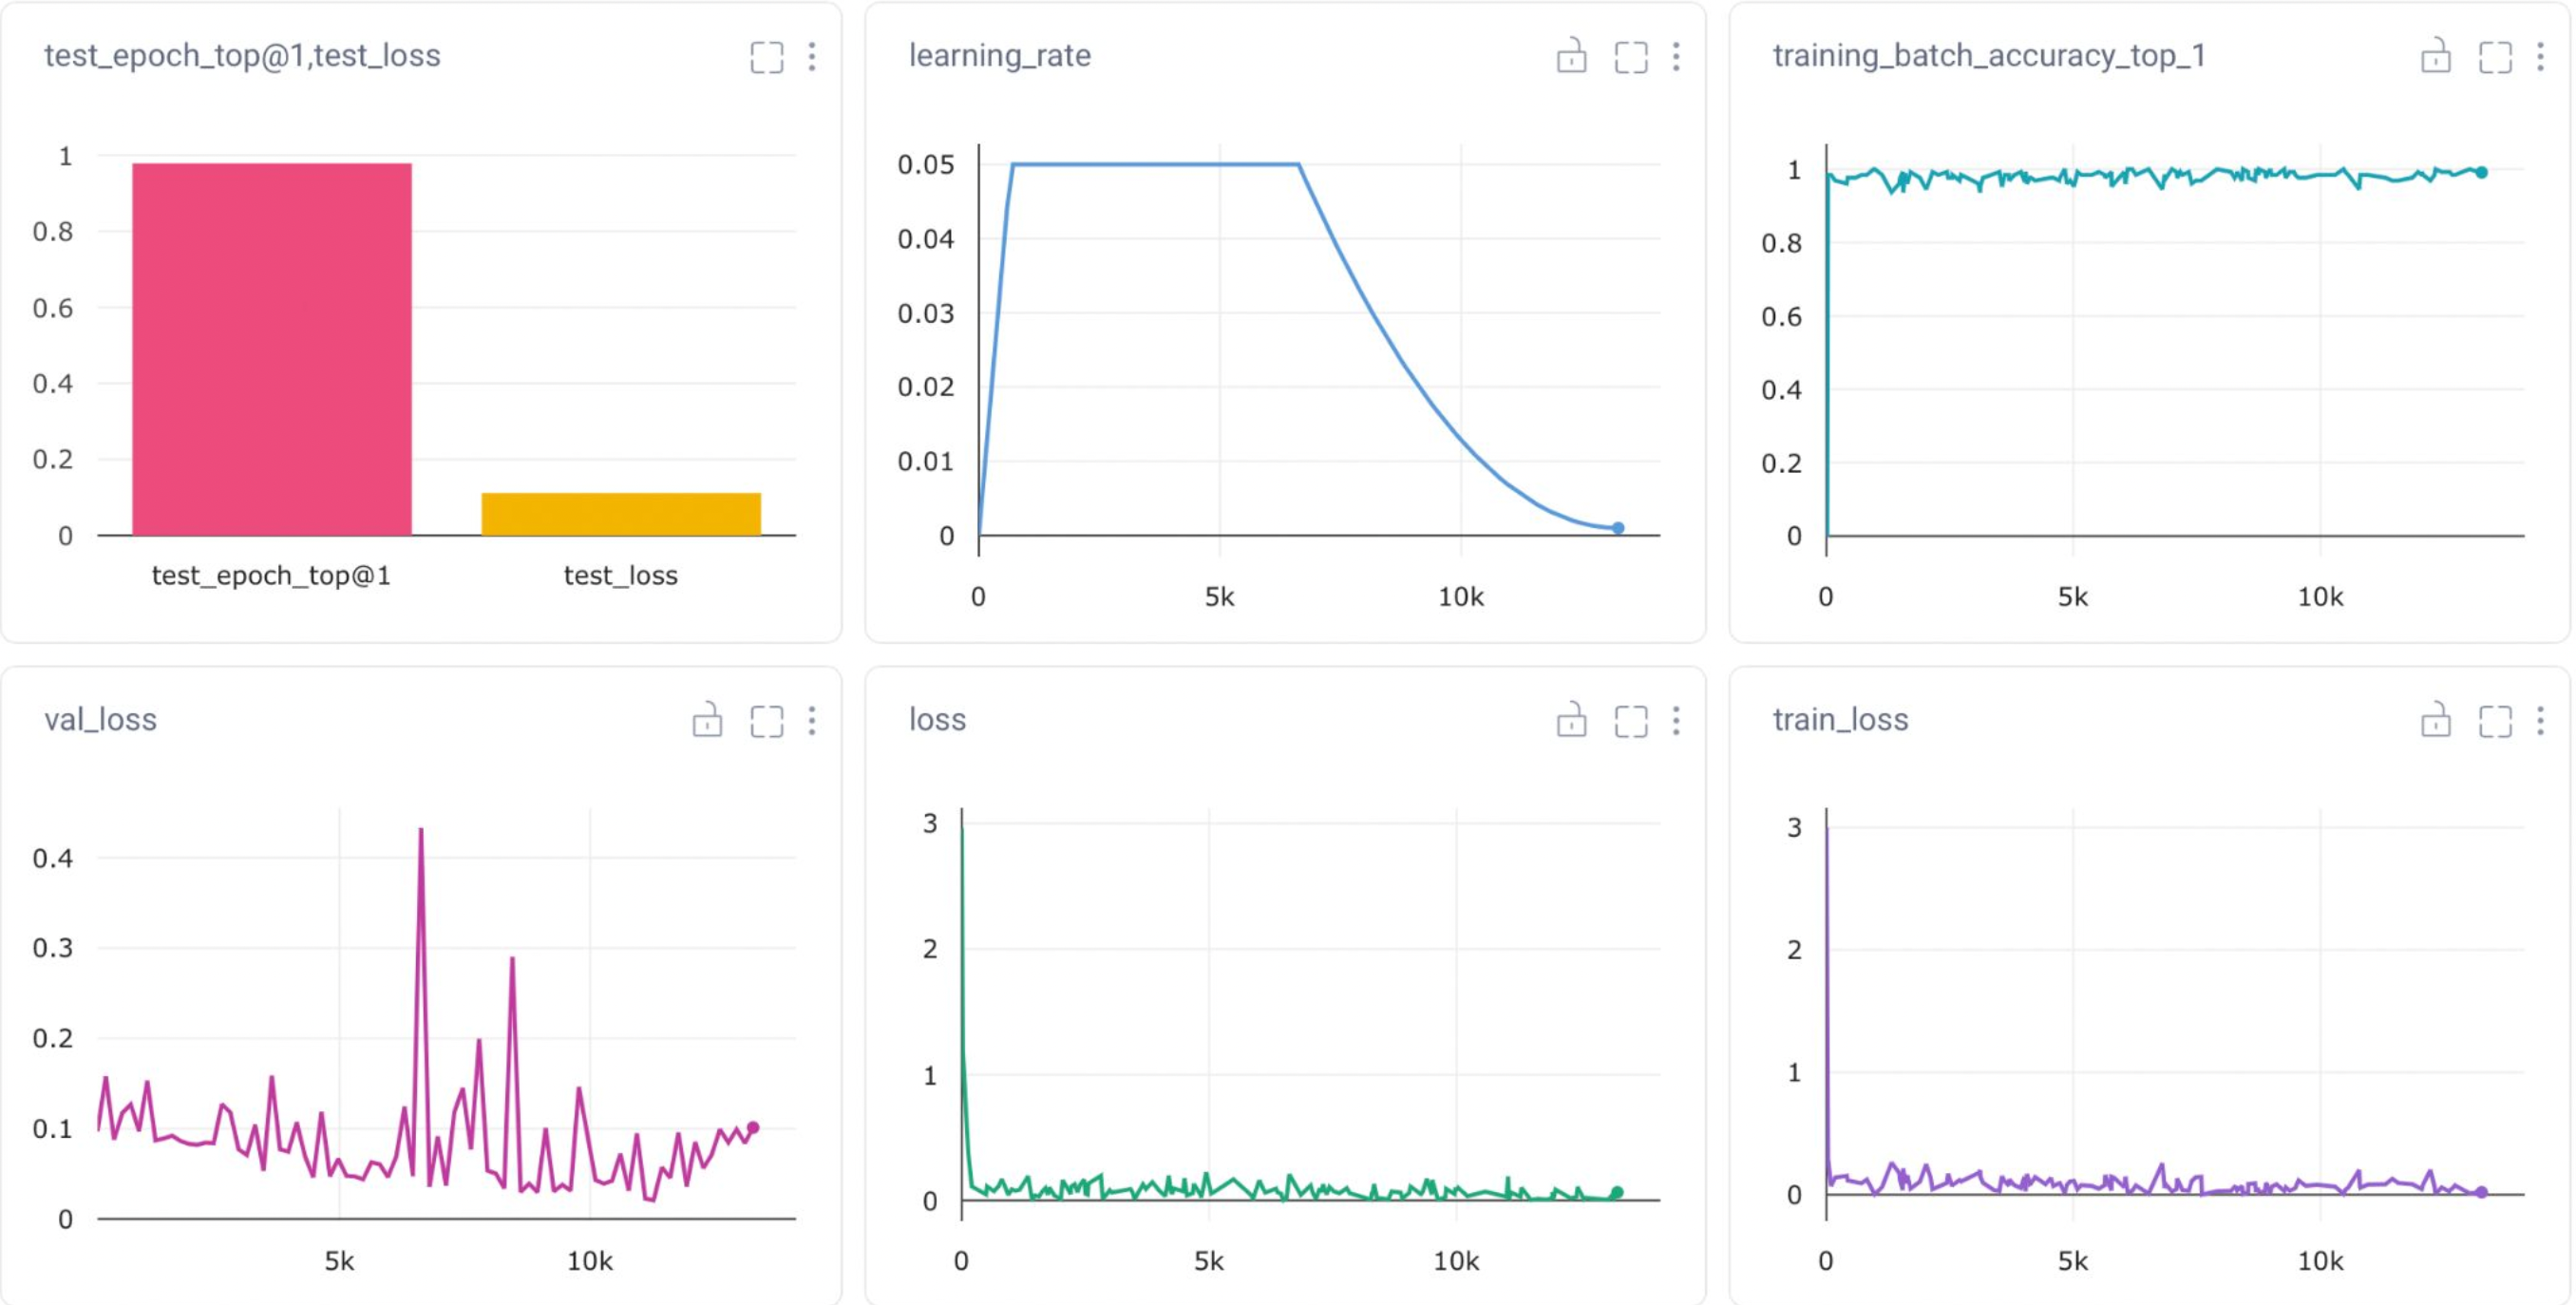 test_epoch_top@1,test_loss
1
0.8
0.6
0.4
0.2
0
test_epoch_top@1 test_loss
learning_rate
0.05
0.04
0.03
0.02
0.01
0
0 5k 10k
training_batch_accuracy_top_1
1
0.8
0.6
0.4
0.2
0
0 5k 10k
val_loss
0.4
0.3
0.2
0.1
0
5k 10k
loss
3
2
1
0
0 5k 10k
train_loss
3
2
1
0
0 5k 10k